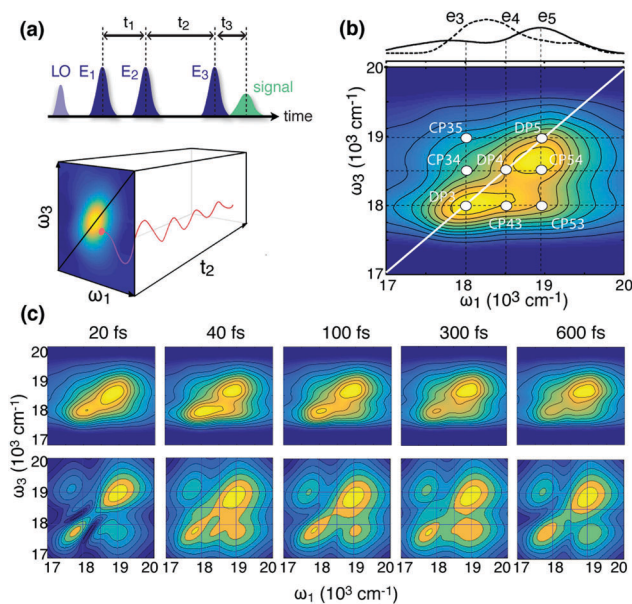 (a)
t1 t2 t3
LO E1 E2 E3
signal
time
ω3
ω1
t2
(b)
e3 e4 e5
20
19
18
17
ω3 (10³ cm⁻¹)
CP35 DP5
CP34 DP4 CP54
DP3
CP43 CP53
17 18 19 20
ω1 (10³ cm⁻¹)
(c)
20 fs 40 fs 100 fs 300 fs 600 fs
20
19
18
17
20
19
18
17
ω3 (10³ cm⁻¹)
17 18 19 20 18 19 20 18 19 20 18 19 20 18 19 20
ω1 (10³ cm⁻¹)